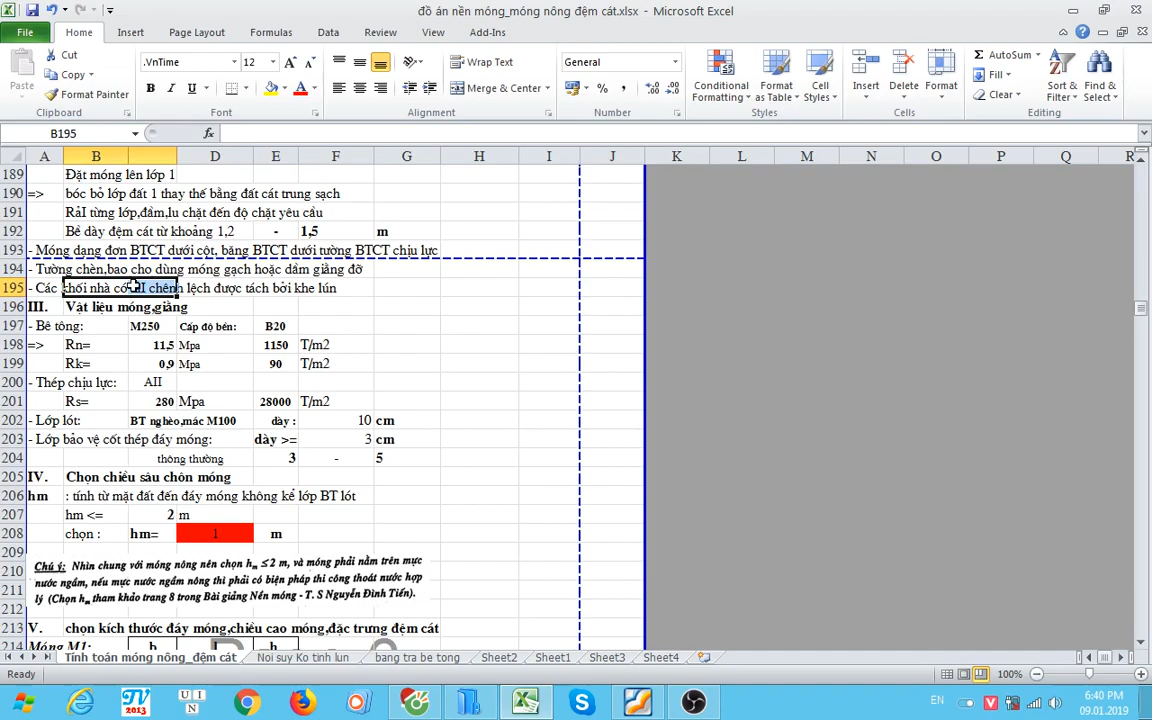 đồ án nền móng_móng nông đệm cát.xlsx - Microsoft Excel
File Home Insert Page Layout Formulas Data Review View Add-Ins
Cut
Copy
Format Painter
Paste
Clipboard
.VnTime 12
Font
Wrap Text
Merge & Center
Alignment
General
Number
Conditional Formatting
Format as Table
Cell Styles
Styles
Insert Delete Format
Cells
AutoSum
Fill
Clear
Sort & Filter
Find & Select
Editing
B195 fx
A B D E F G H I J K L M N O P Q R
189 Đặt móng lên lớp 1
190 => bóc bỏ lớp đất 1 thay thế bằng đất cát trung sạch
191 RảI từng lớp,đầm,lu chặt đến độ chặt yêu cầu
192 Bề dày đệm cát từ khoảng 1,2 - 1,5 m
193 - Móng dạng đơn BTCT dưới cột, băng BTCT dưới tường BTCT chịu lực
194 - Tường chèn,bao cho dùng móng gạch hoặc dầm giằng đỡ
195 - Các khối nhà có chênh lệch được tách bởi khe lún
196 III. Vật liệu móng,giằng
197 - Bê tông: M250 Cấp độ bền: B20
198 => Rn= 11,5 Mpa 1150 T/m2
199 Rk= 0,9 Mpa 90 T/m2
200 - Thép chịu lực: AII
201 Rs= 280 Mpa 28000 T/m2
202 - Lớp lót: BT nghèo,mác M100 dày : 10 cm
203 - Lớp bảo vệ cốt thép đáy móng: dày >= 3 cm
204 thông thường 3 - 5
205 IV. Chọn chiều sâu chôn móng
206 hm : tính từ mặt đất đến đáy móng không kể lớp BT lót
207 hm <= 2 m
208 chọn : hm= 1 m
209
210
211
212
Chú ý: Nhìn chung với móng nông nên chọn hm ≤ 2 m, và móng phải nằm trên mực
nước ngầm, nếu mực nước ngầm nông thì phải có biện pháp thi công thoát nước hợp
lý (Chọn hm tham khảo trang 8 trong Bài giảng Nền móng - T. S Nguyễn Đình Tiến).
213 V. chọn kích thước đáy móng,chiều cao móng,đặc trưng đệm cát
214 Móng M1: b l h
Tính toán móng nông_đệm cát Noi suy Ko tinh lun bang tra be tong Sheet2 Sheet1 Sheet3 Sheet4
Ready 100%
TV 2013
U I N
EN
6:40 PM
09.01.2019